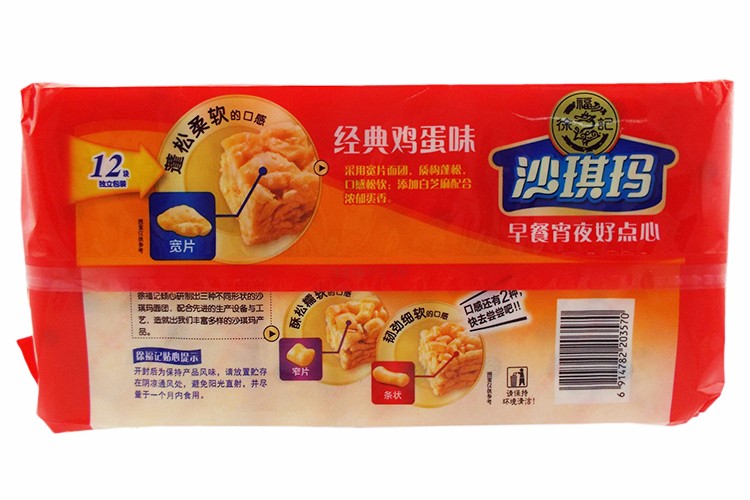 蓬松柔软的口感
12袋
独立包装
宽片
图案仅供参考
经典鸡蛋味
采用宽片面团,质构蓬松,
口感松软;添加白芝麻配合
浓郁蛋香。
徐福記
沙琪玛
早餐宵夜好点心
徐福记精心研制出三种不同形状的沙
琪玛面团,配合先进的生产设备与工
艺,造就出我们丰富多样的沙琪玛产
品。
徐福记贴心提示
开封后为保持产品风味,请放置贮存
在阴凉通风处,避免阳光直射,并尽
量于一个月内食用。
酥松糯软的口感
窄片
韧劲细软的口感
条状
口感还有2种,
快去尝尝吧!!
图案仅供参考
请保持
环境清洁!
6 914782 203570